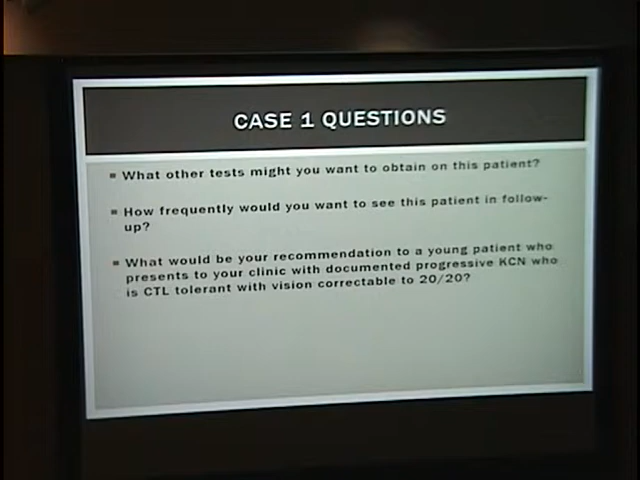 CASE 1 QUESTIONS
What other tests might you want to obtain on this patient?
How frequently would you want to see this patient in follow-
up?
What would be your recommendation to a young patient who
presents to your clinic with documented progressive KCN who
is CTL tolerant with vision correctable to 20/20?